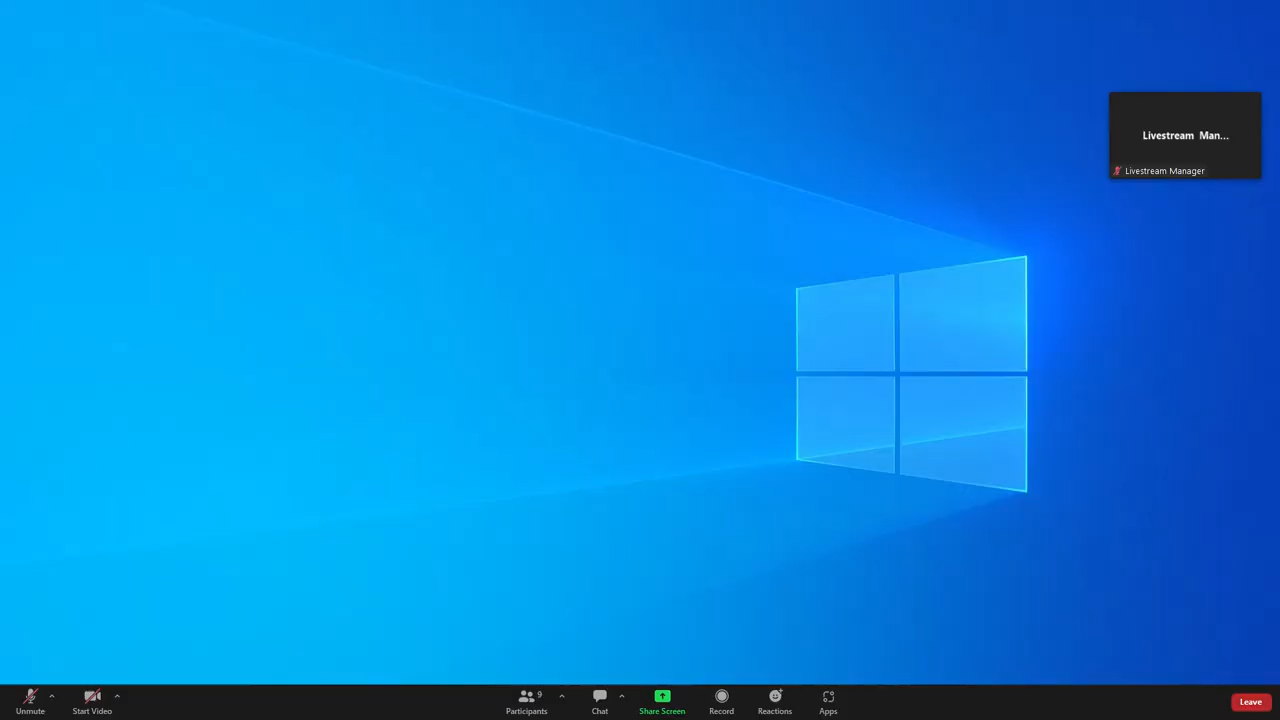 Livestream Man...
Livestream Manager
Unmute
Start Video
9
Participants
Chat
Share Screen
Record
Reactions
Apps
Leave